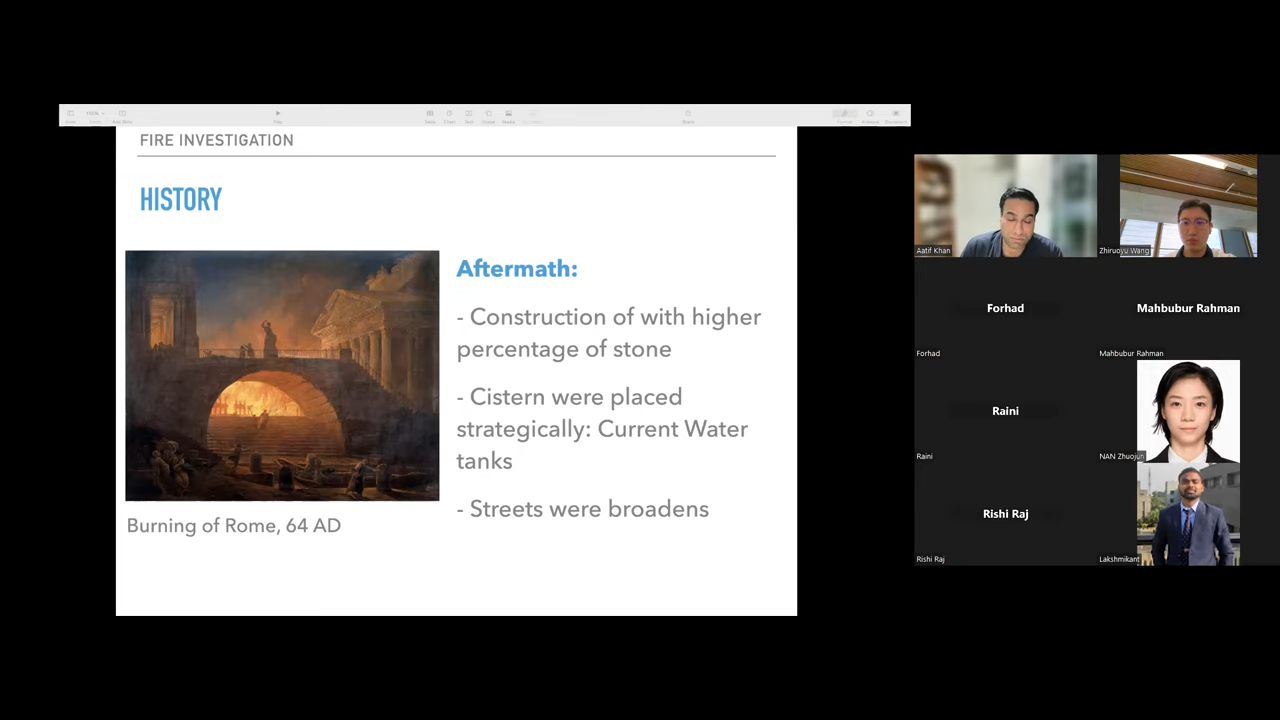 FIRE INVESTIGATION
HISTORY
Aftermath:
- Construction of with higher
percentage of stone
- Cistern were placed
strategically: Current Water
tanks
- Streets were broadens
Burning of Rome, 64 AD
Aatif Khan
Zhiruoyu Wang
Forhad
Mahbubur Rahman
Forhad
Mahbubur Rahman
Raini
Raini
NAN Zhuojun
Rishi Raj
Rishi Raj
Lakshmikant